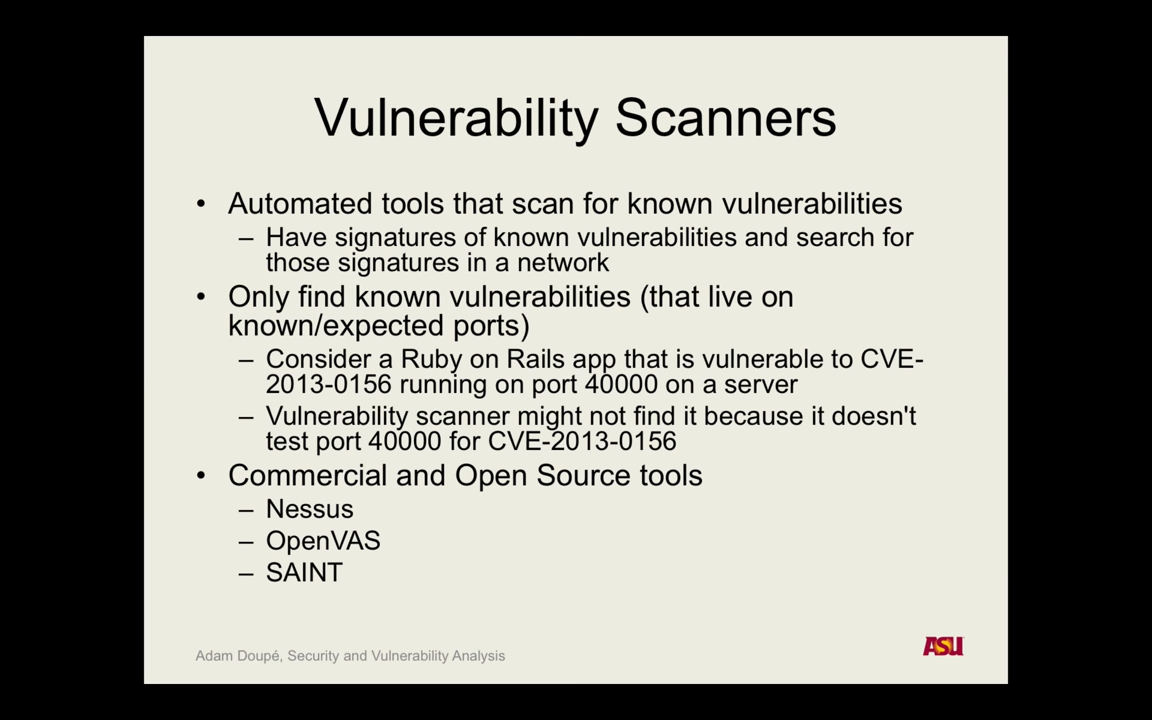 Vulnerability Scanners
• Automated tools that scan for known vulnerabilities
– Have signatures of known vulnerabilities and search for
those signatures in a network
• Only find known vulnerabilities (that live on
known/expected ports)
– Consider a Ruby on Rails app that is vulnerable to CVE-
2013-0156 running on port 40000 on a server
– Vulnerability scanner might not find it because it doesn't
test port 40000 for CVE-2013-0156
• Commercial and Open Source tools
– Nessus
– OpenVAS
– SAINT
Adam Doupé, Security and Vulnerability Analysis
ASU